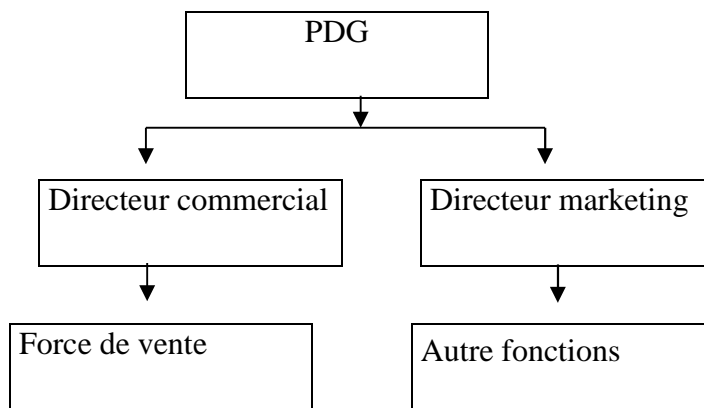 PDG
Directeur commercial
Directeur marketing
Force de vente
Autre fonctions